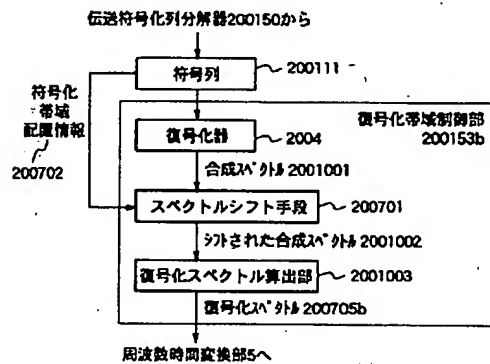 伝送符号化列分解器200150から
符号列
200111
符号化
帯域
配置情報
200702
復号化帯域制御部
200153b
復号化器
2004
合成スペクトル 2001001
スペクトルシフト手段
200701
シフトされた合成スペクトル 2001002
復号化スペクトル算出部
2001003
復号化スペクトル 200705b
周波数時間変換部5へ